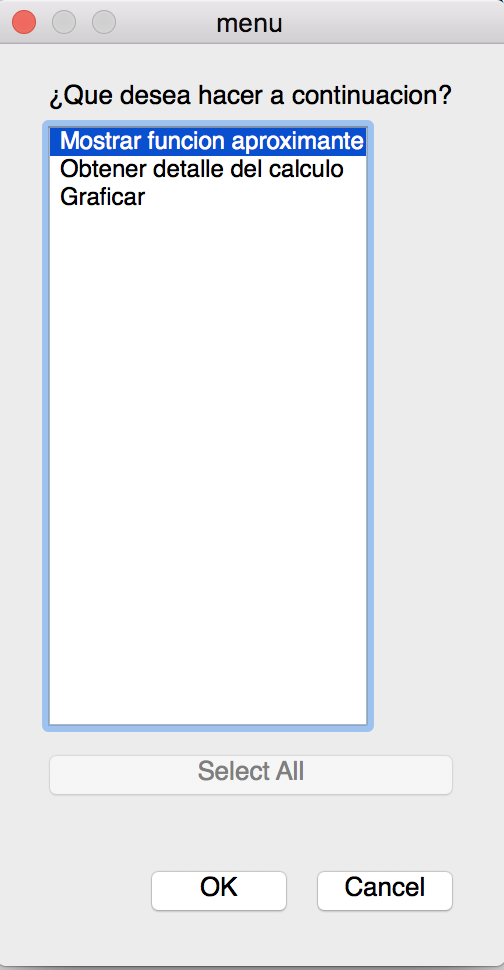 menu
¿Que desea hacer a continuacion?
Mostrar funcion aproximante
Obtener detalle del calculo
Graficar
Select All
OK
Cancel